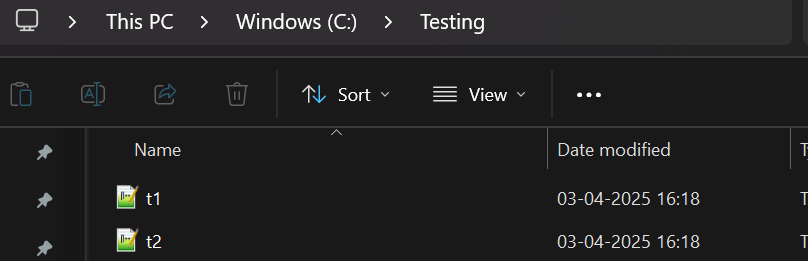 This PC > Windows (C:) > Testing
Sort View
Name Date modified
t1 03-04-2025 16:18
t2 03-04-2025 16:18